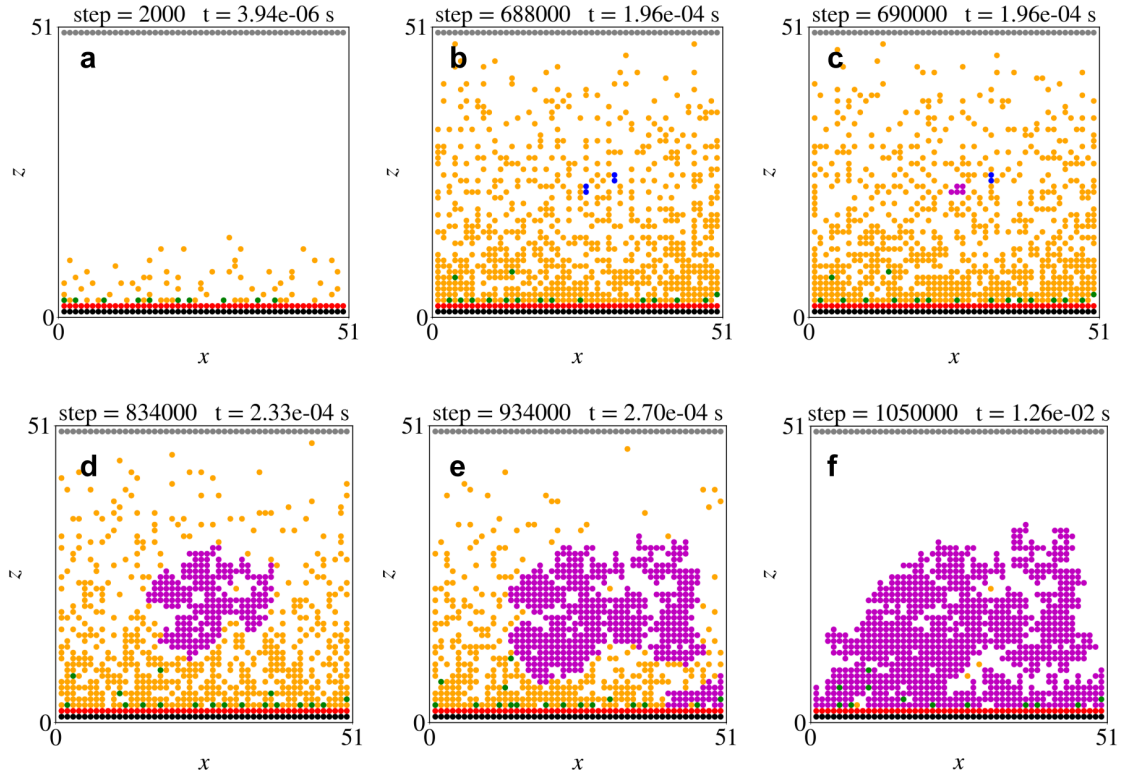 step = 2000   t = 3.94e-06 s
51
a
z
0
0
51
x
step = 688000   t = 1.96e-04 s
51
b
z
0
0
51
x
step = 690000   t = 1.96e-04 s
51
c
z
0
0
51
x
step = 834000   t = 2.33e-04 s
51
d
z
0
0
51
x
step = 934000   t = 2.70e-04 s
51
e
z
0
0
51
x
step = 1050000   t = 1.26e-02 s
51
f
z
0
0
51
x